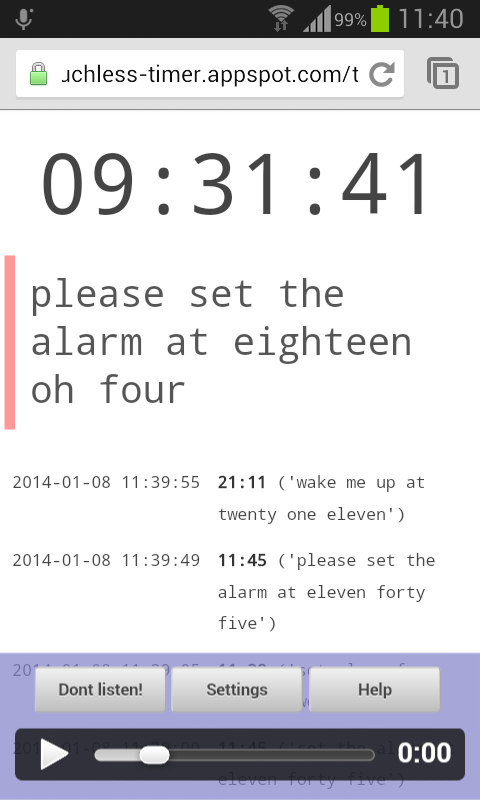 99% 11:40
uchless-timer.appspot.com/t
1
09:31:41
please set the
alarm at eighteen
oh four
2014-01-08 11:39:55 21:11 ('wake me up at
twenty one eleven')
2014-01-08 11:39:49 11:45 ('please set the
alarm at eleven forty
five')
Dont listen! Settings Help
0:00
eleven forty five')